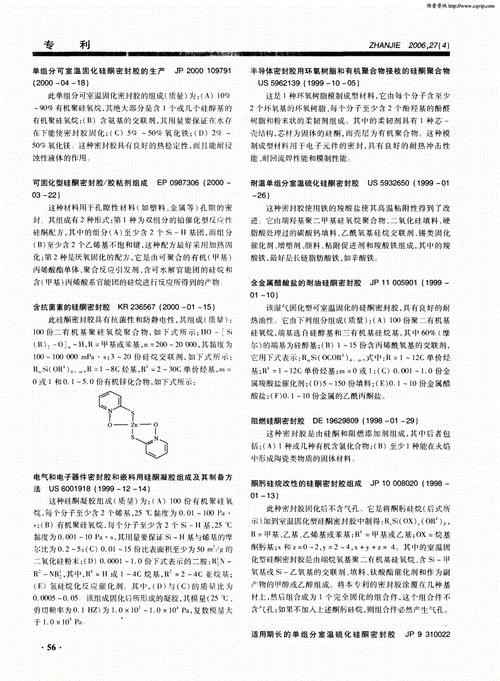 维普资讯 http://www.cqvip.com
专 利
ZHANJIE 2006,27(4)
单组分可室温固化硅酮密封胶的生产 JP 2000 109791
(2000-04-18)
此单组分可室温固化密封胶的组成(质量)为:(A) 10%
~90%有机聚硅氧烷,其绝大部分是含1个或几个硅醇基的
有机聚硅氧烷;(B)含氨基的交联剂,其用量要保证在水存
在下能使密封胶固化;(C) 5% ~50%氧化铁;(D) 2% ~
50%氧化镁。这种密封胶具有良好的热稳定性,而且能耐浸
蚀性液体的作用。
可固化型硅酮密封胶/胶粘剂组成 EP 0987306 (2000-
03-22)
这种材料用于孔隙性材料(如塑料,金属等)孔隙的密
封。其组成有2种形式:第1种为双组分的铂催化型反应性
硅酮配方,其中的组分(A)至少含2个Si-H基团,而组分
(B)至少含2个乙烯基不饱和键,这种配方最好采用加热固
化;第2种是厌氧固化的配方,它是由可聚合的有机(甲基)
丙烯酸酯单体,聚合反应引发剂,含可水解官能团的硅烷和
含(甲基)丙烯酸系官能团的硅烷进行反应所得到的产物。
含抗菌素的硅酮密封胶 KR 236567 (2000-01-15)
此硅酮密封胶具有抗菌性和防静电性,其组成(质量):
100份二有机基聚硅氧烷聚合物,如下式所示:HO-[Si
(R)₂-O]ₙ-H,R=甲基或苯基,n=200~20 000,其黏度为
100~100 000 mPa·s;3~20份硅烷交联剂,如下式所示:
RₘSi(OR¹)₄₋ₘ,R=1~8C烃基,R¹=2~30C单价烃基,m=
0或1和0.1~5.0份有机锌化合物,如下式所示:
N
S
O
Zn
O
S
N
电气和电子器件密封胶和嵌料用硅酮凝胶组成及其制备方
法 US 6001918 (1999-12-14)
这种硅酮凝胶组成(质量)为:(A) 100份有机聚硅氧
烷,每个分子至少含2个烯基,25 ℃黏度为0.01~100 Pa·
s;(B)有机聚硅氧烷,每个分子至少含2个Si-H基,25 ℃
黏度为0.001~10 Pa·s,其用量要保证Si-H基与烯基的摩
尔比为0.2~5;(C) 0.01~15份比表面积至少为50 m²/g的
二氧化硅粉末;(D) 0.0001~1.0份下式表示的二胺:R¹₂N-
R²-NR¹₂,其中,R¹=H或1~4C烷基,R²=2~4C亚烷基;
(F)氢硅烷化反应催化剂。其中,(D)与(C)的质量比为
0.0005~0.05。该组成固化后所形成的凝胶,其模量(25 ℃,
剪切频率为0.1 HZ)为1.0×10²~1.0×10⁴ Pa,复数模量大
于1.0×10³ Pa。
·56·
半导体密封胶用环氧树脂和有机聚合物接枝的硅酮聚合物
US 5962139 (1999-10-05)
这是1种环氧树脂模制成型材料,它由每个分子含至少
2个环氧基的环氧树脂,每个分子至少含2个酚羟基的酚醛
树脂和粉末状的柔韧剂组成。其中的柔韧剂具有1种芯-
壳结构,芯材为固体的硅酮,而壳层为有机聚合物。这种模
制成型材料用于电子元件的密封,具有良好的耐热冲击性
能,耐回流焊性能和模制性能。
耐温单组分室温硫化硅酮密封胶 US 5932650 (1999-01
-26)
这种密封胶使用铁的羧酸盐使其高温粘附性得到了改
进。它由端羟基聚二甲基硅氧烷聚合物,二氧化硅填料,硬
脂酸处理过的碳酸钙填料,乙酰氧基硅烷交联剂,锡类固化
催化剂,增塑剂,颜料,粘附促进剂和羧酸铁组成,其中的羧
酸铁,最好是长链脂肪酸铁,如辛酸铁。
含金属醋酸盐的耐油硅酮密封胶 JP 11 005901 (1999-
01-10)
该湿气固化型可室温固化的硅酮密封胶,具有良好的耐
热油性。它由下列组分组成(质量):(A) 100份聚二有机基
硅氧烷,端基选自硅醇基和三有机基硅烷基,其中60%(摩
尔)的端基为硅醇基;(B) 1~15份含丙烯酰氧基的交联剂,
它用下式表示:RₘSi(OCOR¹)₄₋ₘ,式中:R=1~12C单价烃
基;R¹=1~12C单价烃基;m=0或1;(C) 0.001~1.0份金
属羧酸盐催化剂;(D) 5~150份填料;(E) 0.1~10份金属醋
酸盐;(F) 0.1~10份金属的乙酰丙酮盐。
阻燃硅酮密封胶 DE 19629809 (1998-01-29)
这种密封胶是由硅酮和阻燃添加剂组成,其中后者包
括:(A) 1种或几种有机含氯化合物;(B)至少1种能在火焰
中形成陶瓷类物质的固体材料。
酮肟硅烷改性的硅酮密封胶组成 JP 10 008020 (1998-
01-13)
此种密封胶固化后不含气孔。它是将酮肟硅烷(后式所
示)加到室温固化型硅酮密封胶中制得:RₓSi(OX)ᵧ(OR¹)z,
R=甲基,乙基,乙烯基或苯基;R¹=甲基或乙基;OX=烷基
酮肟基;x和z=0~2,y=2~4,x+y+z=4。其中的室温固
化型硅酮密封胶是由端烷氧基聚二有机基硅氧烷,含Si-甲
氧基或Si-乙氧基的交联剂,填料,钛酸酯催化剂和作为副
产物的甲醇或乙醇组成。将本专利的密封胶涂覆在几种基
材上,然后组合成为1个完全固化的组合件,这个组合件不
含气孔;如果不加入上述酮肟硅烷,则组合件必然产生气孔。
适用期长的单组分室温硫化硅酮密封胶 JP 9 310022